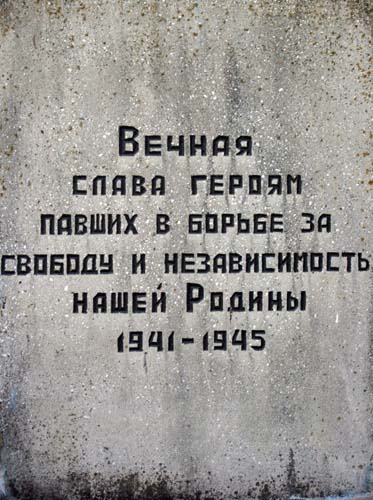 Вечная
слава героям
павших в борьбе за
свободу и независимость
нашей Родины
1941-1945